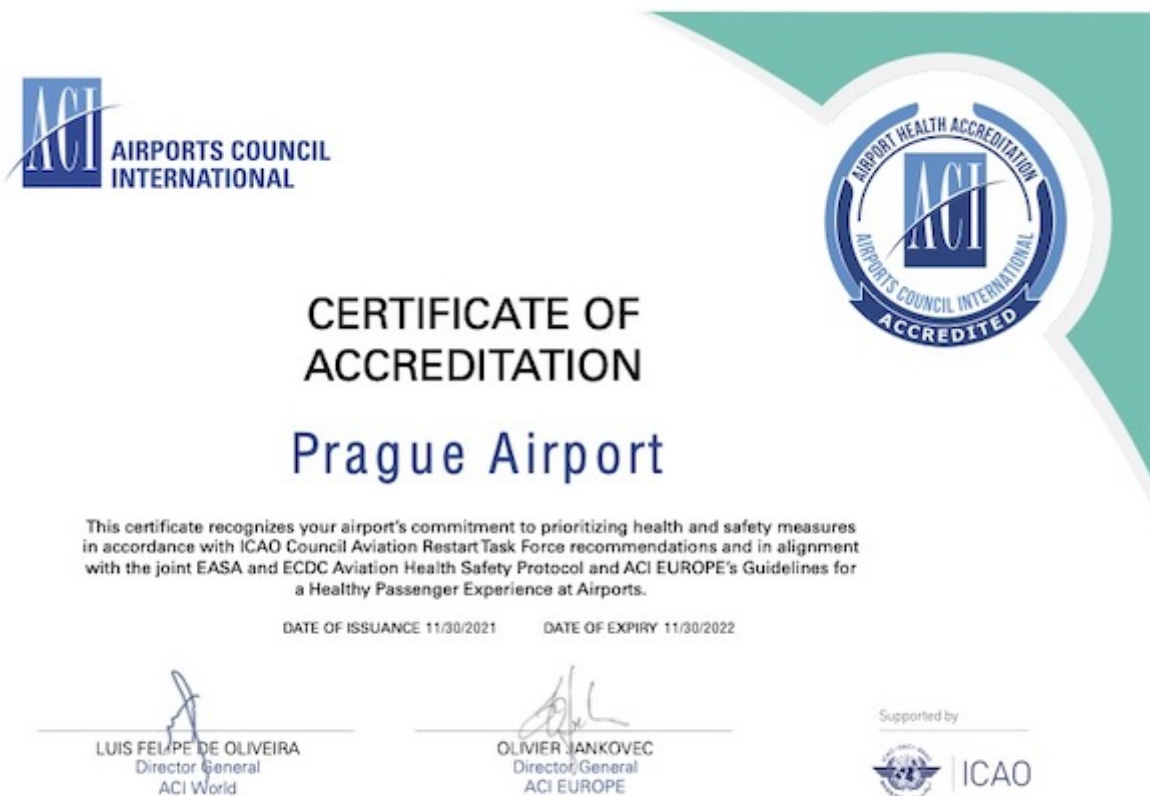 ACI
AIRPORTS COUNCIL
INTERNATIONAL
AIRPORT HEALTH ACCREDITATION
ACI
AIRPORTS COUNCIL INTERNATIONAL
ACCREDITED
CERTIFICATE OF
ACCREDITATION
Prague Airport
This certificate recognizes your airport's commitment to prioritizing health and safety measures
in accordance with ICAO Council Aviation Restart Task Force recommendations and in alignment
with the joint EASA and ECDC Aviation Health Safety Protocol and ACI EUROPE's Guidelines for
a Healthy Passenger Experience at Airports.
DATE OF ISSUANCE 11/30/2021 DATE OF EXPIRY 11/30/2022
LUIS FELIPE DE OLIVEIRA
Director General
ACI World
OLIVIER JANKOVEC
Director General
ACI EUROPE
Supported by
ICAO